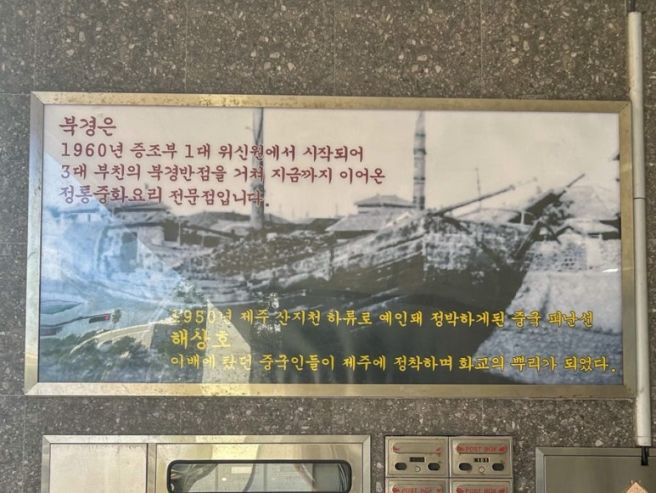 북경은
1960년 증조부 1대 위신원에서 시작되어
3대 부친의 북경반점을 거쳐 지금까지 이어온
정통중화요리 전문점입니다.
1950년 제주 산지천 하류로 예인돼 정박하게된 중국 피난선
해상호
이배에 탔던 중국인들이 제주에 정착하며 화교의 뿌리가 되었다.
POST BOX
POST BOX
101